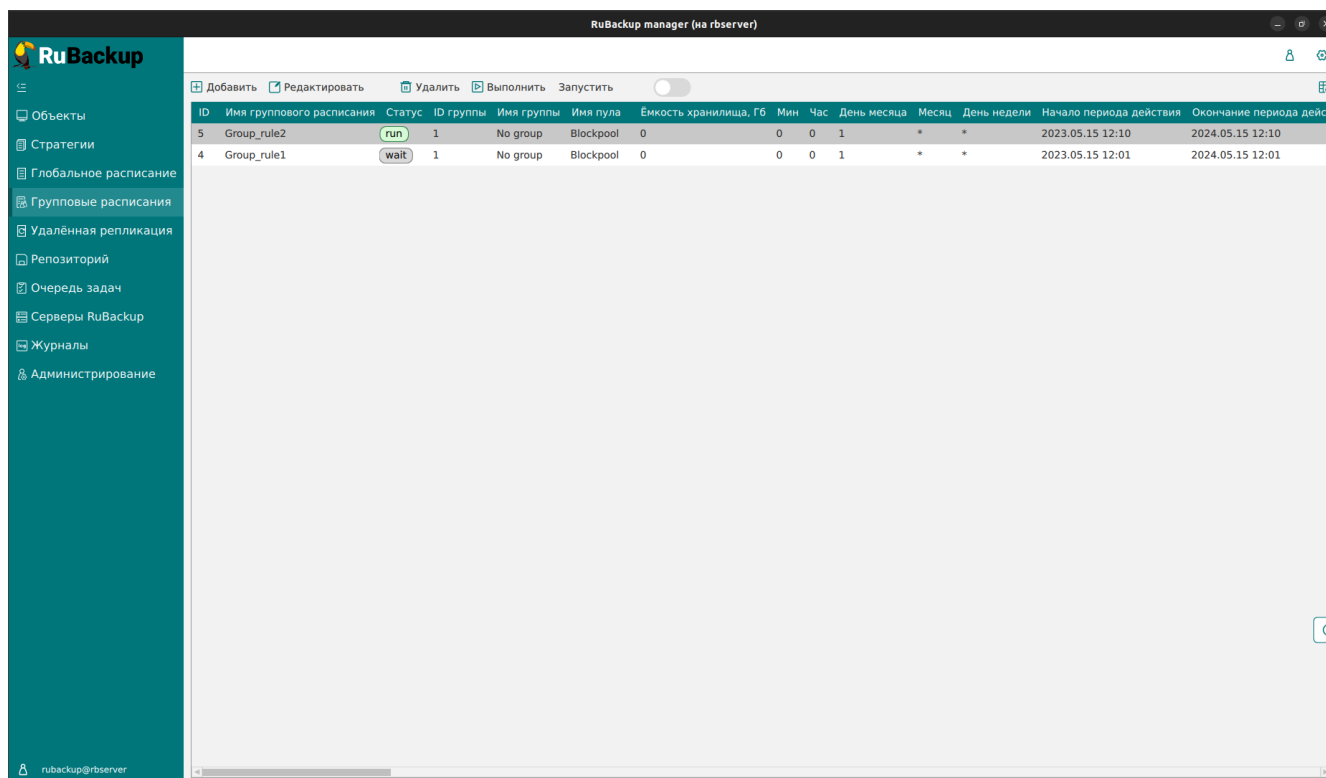 RuBackup manager (на rbserver)
RuBackup
Добавить Редактировать Удалить Выполнить Запустить
Объекты
Стратегии
Глобальное расписание
Групповые расписания
Удалённая репликация
Репозиторий
Очередь задач
Серверы RuBackup
Журналы
Администрирование
ID Имя группового расписания Статус ID группы Имя группы Имя пула Ёмкость хранилища, Гб Мин Час День месяца Месяц День недели Начало периода действия Окончание периода дейс
5 Group_rule2 run 1 No group Blockpool 0 0 0 1 * * 2023.05.15 12:10 2024.05.15 12:10
4 Group_rule1 wait 1 No group Blockpool 0 0 0 1 * * 2023.05.15 12:01 2024.05.15 12:01
rubackup@rbserver